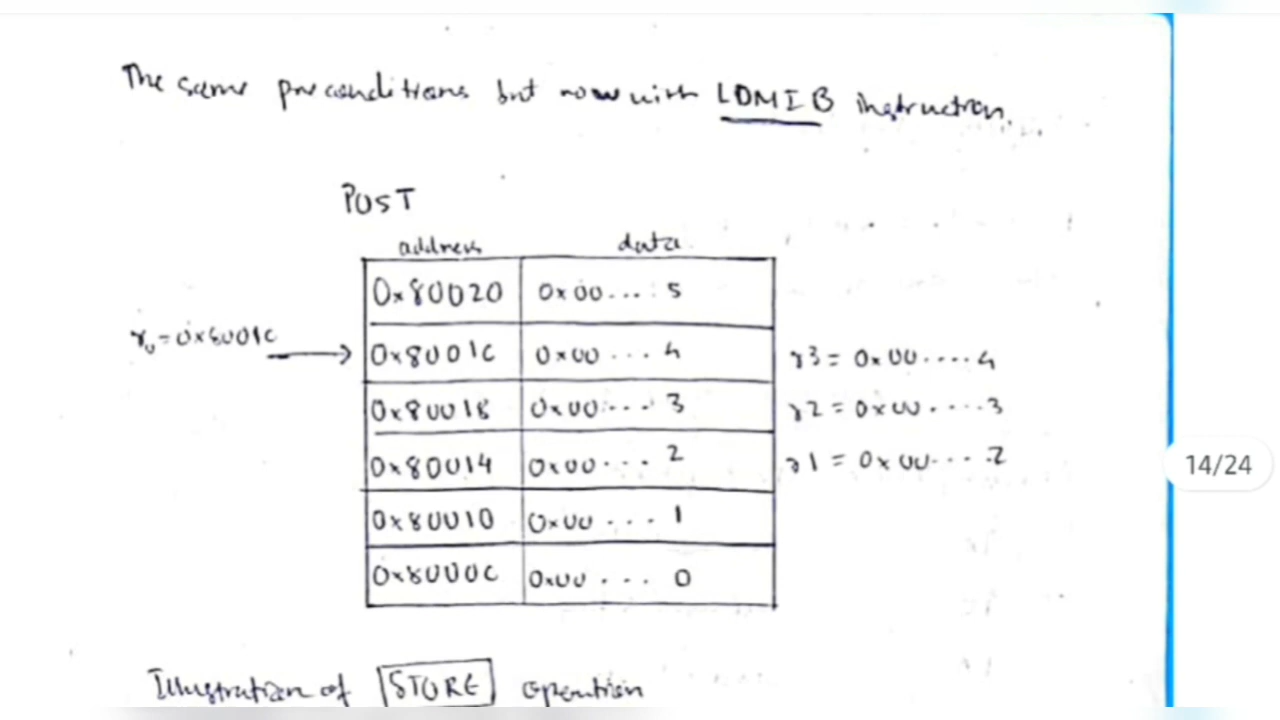 The same preconditions but now with LDMIB instruction.
POST
address data
0x80020 0x00....5
r0=0x8001c → 0x8001c 0x00...4 r3 = 0x00....4
0x80018 0x00....3 r2 = 0x00....3
0x80014 0x00...2 r1 = 0x00....2
0x80010 0x00...1
0x8000c 0x00...0
14/24
Illustration of STORE operation